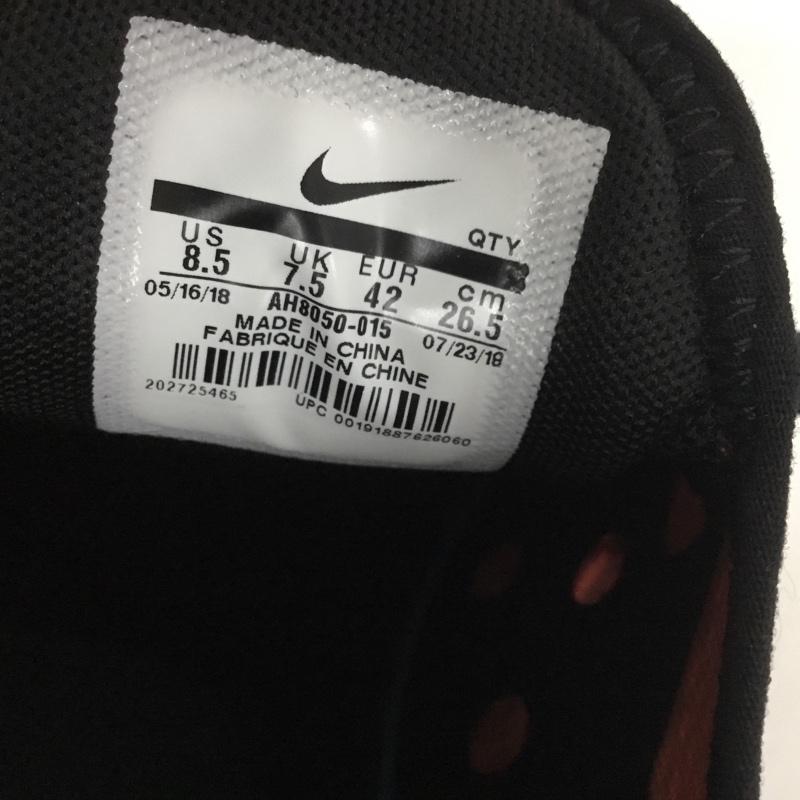 QTY
US UK EUR cm
8.5 7.5 42 26.5
05/16/18 AH8050-015 07/23/18
MADE IN CHINA
FABRIQUE EN CHINE
202725465 UPC 00191887626060